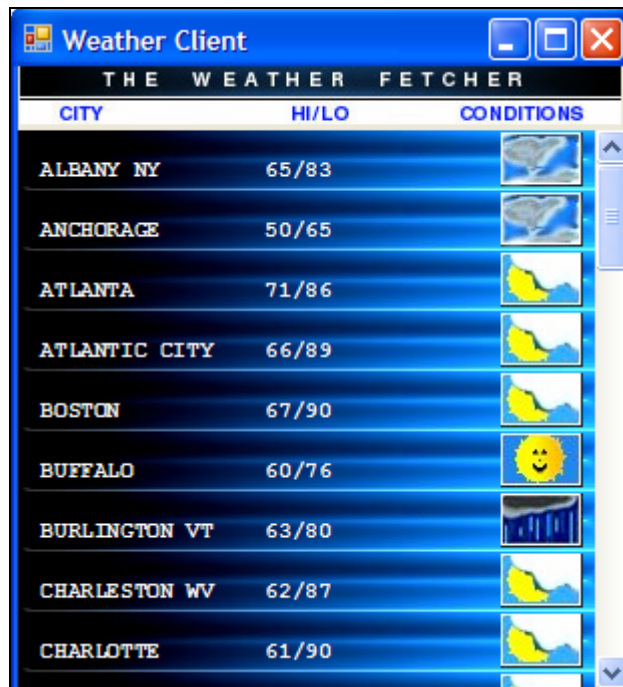 Weather Client
THE WEATHER FETCHER
CITY HI/LO CONDITIONS
ALBANY NY 65/83
ANCHORAGE 50/65
ATLANTA 71/86
ATLANTIC CITY 66/89
BOSTON 67/90
BUFFALO 60/76
BURLINGTON VT 63/80
CHARLESTON WV 62/87
CHARLOTTE 61/90